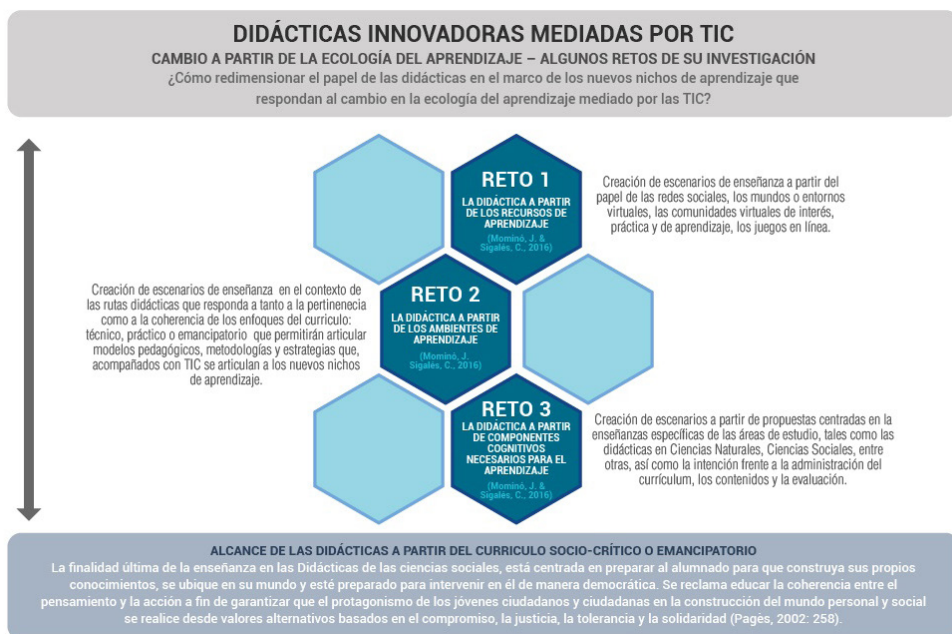 DIDÁCTICAS INNOVADORAS MEDIADAS POR TIC
CAMBIO A PARTIR DE LA ECOLOGÍA DEL APRENDIZAJE – ALGUNOS RETOS DE SU INVESTIGACIÓN
¿Cómo redimensionar el papel de las didácticas en el marco de los nuevos nichos de aprendizaje que
respondan al cambio en la ecología del aprendizaje mediado por las TIC?
RETO 1
LA DIDÁCTICA A PARTIR
DE LOS RECURSOS DE
APRENDIZAJE
(Mominó, J. &
Sigalés, C., 2016)
Creación de escenarios de enseñanza a partir del
papel de las redes sociales, los mundos o entornos
virtuales, las comunidades virtuales de interés,
práctica y de aprendizaje, los juegos en línea.
Creación de escenarios de enseñanza en el contexto de
las rutas didácticas que responda a tanto a la pertinenecia
como a la coherencia de los enfoques del curriculo:
técnico, práctico o emancipatorio que permitirán articular
modelos pedagógicos, metodologías y estrategias que,
acompañados con TIC se articulan a los nuevos nichos
de aprendizaje.
RETO 2
LA DIDÁCTICA A PARTIR
DE LOS AMBIENTES DE
APRENDIZAJE
(Mominó, J.
Sigalés, C., 2016)
RETO 3
LA DIDÁCTICA A PARTIR
DE COMPONENTES
COGNITIVOS
NECESARIOS PARA EL
APRENDIZAJE
(Mominó, J. &
Sigalés, C., 2016)
Creación de escenarios a partir de propuestas centradas en la
enseñanzas específicas de las áreas de estudio, tales como las
didácticas en Ciencias Naturales, Ciencias Sociales, entre
otras, así como la intención frente a la administración del
currículum, los contenidos y la evaluación.
ALCANCE DE LAS DIDÁCTICAS A PARTIR DEL CURRICULO SOCIO-CRÍTICO O EMANCIPATORIO
La finalidad última de la enseñanza en las Didácticas de las ciencias sociales, está centrada en preparar al alumnado para que construya sus propios
conocimientos, se ubique en su mundo y esté preparado para intervenir en él de manera democrática. Se reclama educar la coherencia entre el
pensamiento y la acción a fin de garantizar que el protagonismo de los jóvenes ciudadanos y ciudadanas en la construcción del mundo personal y social
se realice desde valores alternativos basados en el compromiso, la justicia, la tolerancia y la solidaridad (Pagès, 2002: 258).